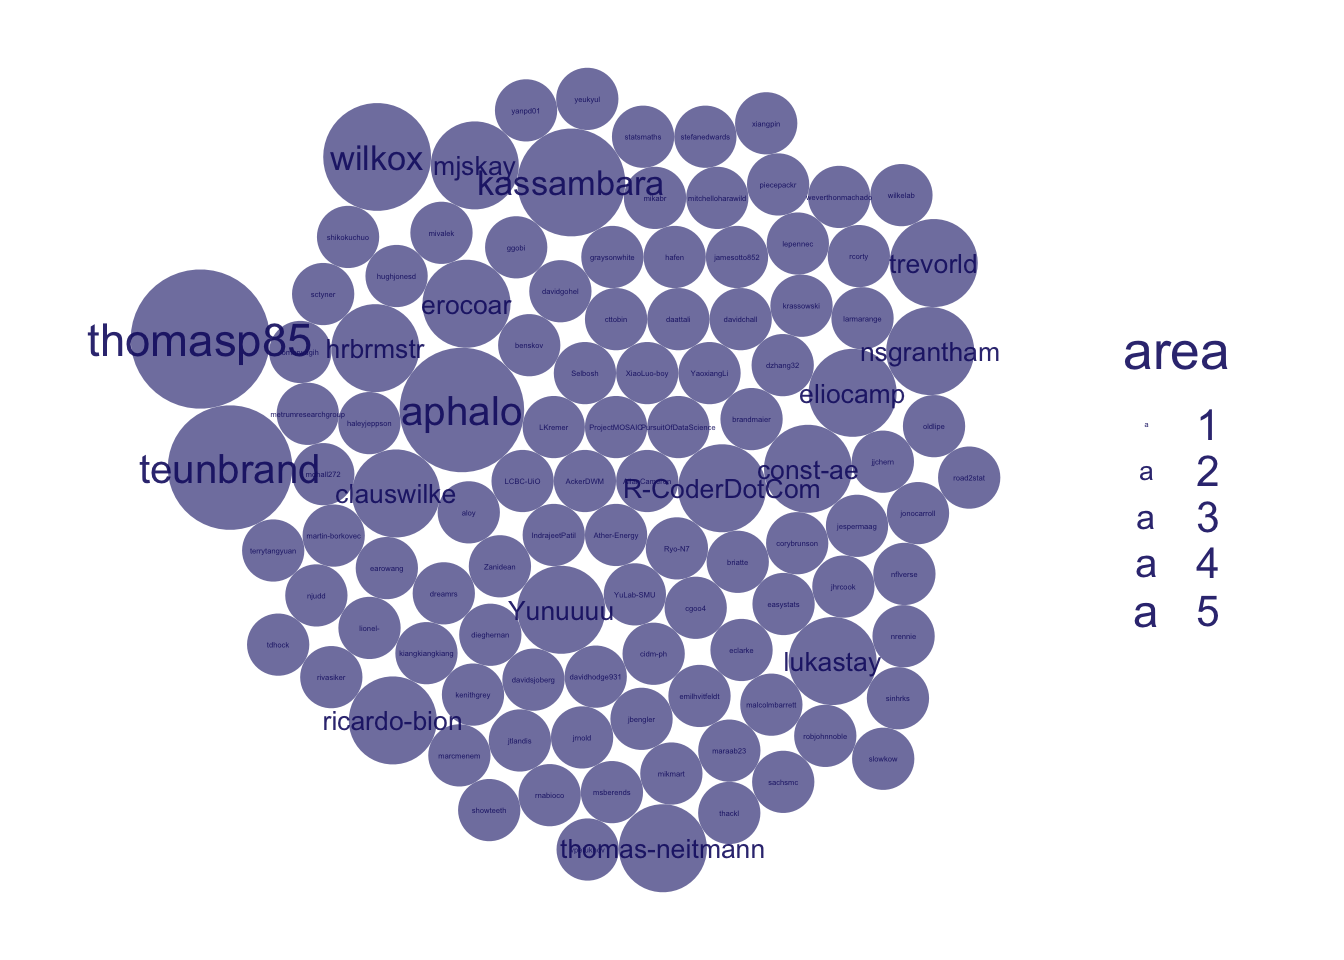 yeukyul
yanpd01
xiangpin
statsmaths
stefanedwards
wilkox
mjskay
kassambara
piecepackr
mikabr
mitchelloharawild
weverthonmachado
wilkelab
shikokuchuo
mivalek
ggobi
graysonwhite
hafen
jamesotto852
lepennec
rcorty
trevorld
hughjonesd
sctyner
davidgohel
erocoar
krassowski
cttobin
daattali
davidchall
larmarange
thomasp85
hrbrmstr
benskov
nsgrantham
area
Selbosh
XiaoLuo-boy
YaoxiangLi
dzhang32
eliocamp
metrumresearchgroup
haleyjeppson
aphalo
LKremer
ProjectMOSAIC
PursuitOfDataScience
brandmaier
oldlipe
a 1
teunbrand
clauswilke
LCBC-UiO
AckerDWM
R-CoderDotCom
const-ae
jjchern
road2stat
a 2
aloy
jonocarroll
a 3
terrytangyuan
martin-borkovec
IndrajeetPatil
Ather-Energy
Ryo-N7
corybrunson
jespermaag
a 4
earowang
Zanidean
briatte
nflverse
njudd
dreamrs
Yunuuuu
YuLab-SMU
cgoo4
easystats
jhrcook
a 5
tdhock
lionel-
kiangkiangkiang
diegheman
cidm-ph
eclarke
lukastay
nrennie
rivasiker
kenithgrey
davidsjoberg
davidhodge931
emilhvitfeldt
malcolmbarrett
sinhrks
ricardo-bion
jtlandis
jrnold
jbengler
robjohnnoble
marcmenem
maraab23
slowkow
showteeth
rnabioco
msberends
mikmart
sachsmc
thackl
thomas-neitmann